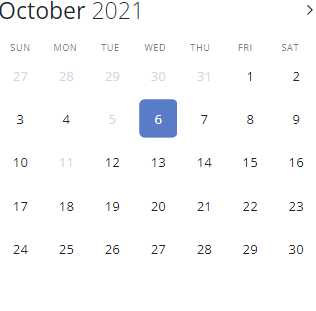 October 2021
SUN MON TUE WED THU FRI SAT
27 28 29 30 31 1 2
3 4 5 6 7 8 9
10 11 12 13 14 15 16
17 18 19 20 21 22 23
24 25 26 27 28 29 30